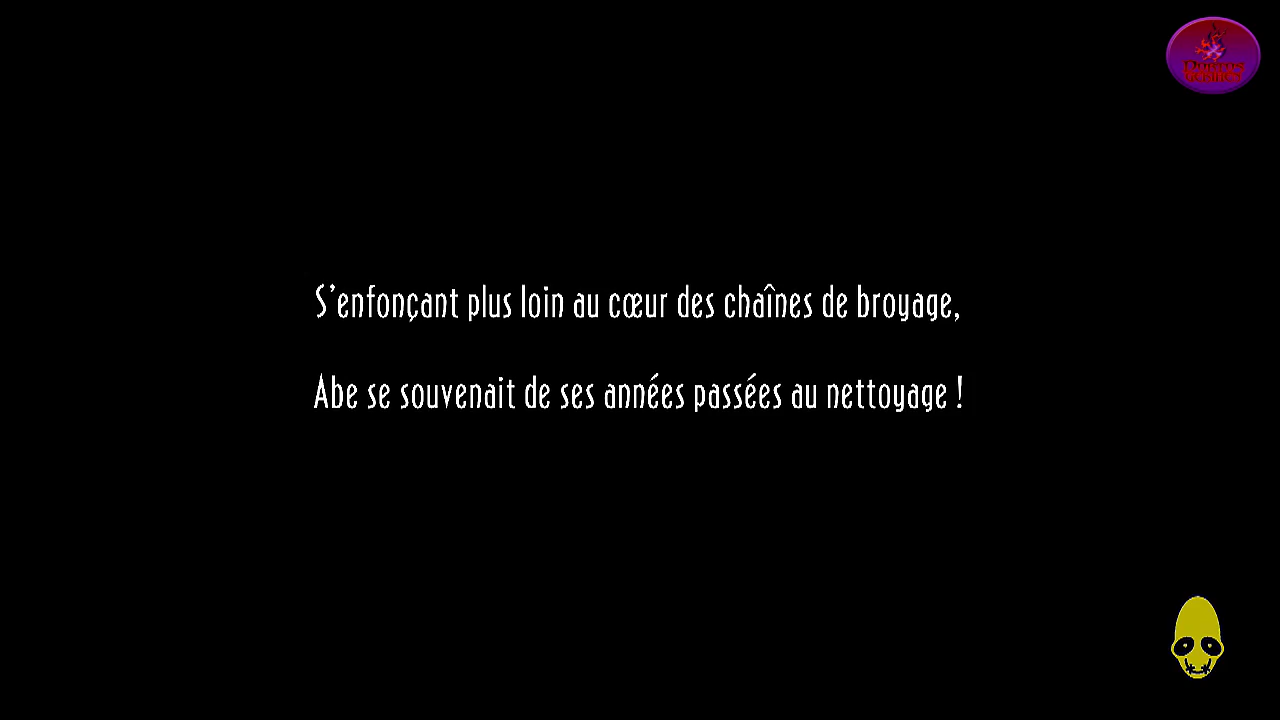 S'enfonçant plus loin au cœur des chaînes de broyage,
Abe se souvenait de ses années passées au nettoyage !